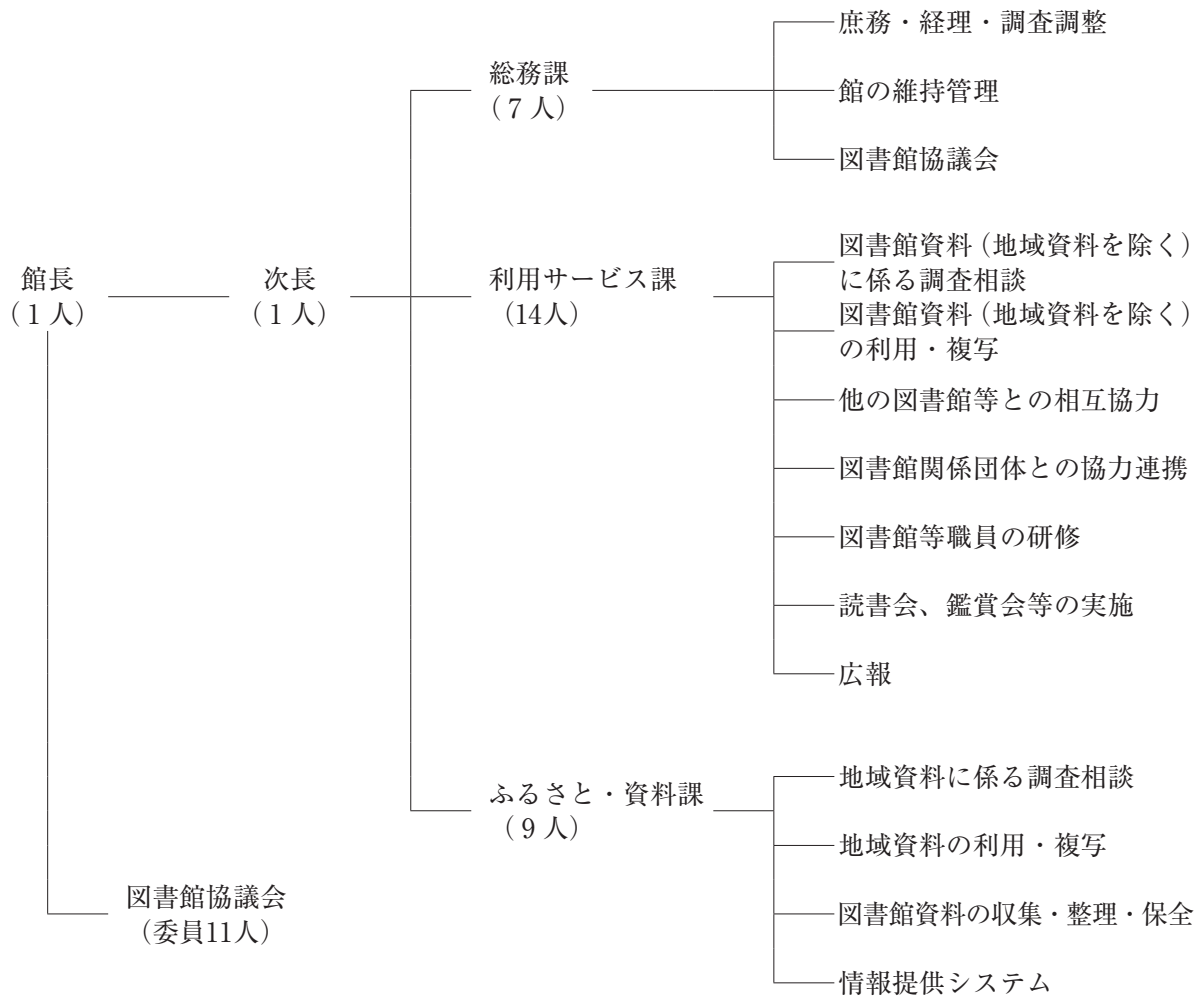 館長
（１人）
次長
（１人）
総務課
（７人）
庶務・経理・調査調整
館の維持管理
図書館協議会
利用サービス課
（14人）
図書館資料（地域資料を除く）
に係る調査相談
図書館資料（地域資料を除く）
の利用・複写
他の図書館等との相互協力
図書館関係団体との協力連携
図書館等職員の研修
読書会、鑑賞会等の実施
広報
ふるさと・資料課
（９人）
地域資料に係る調査相談
地域資料の利用・複写
図書館資料の収集・整理・保全
情報提供システム
図書館協議会
（委員11人）